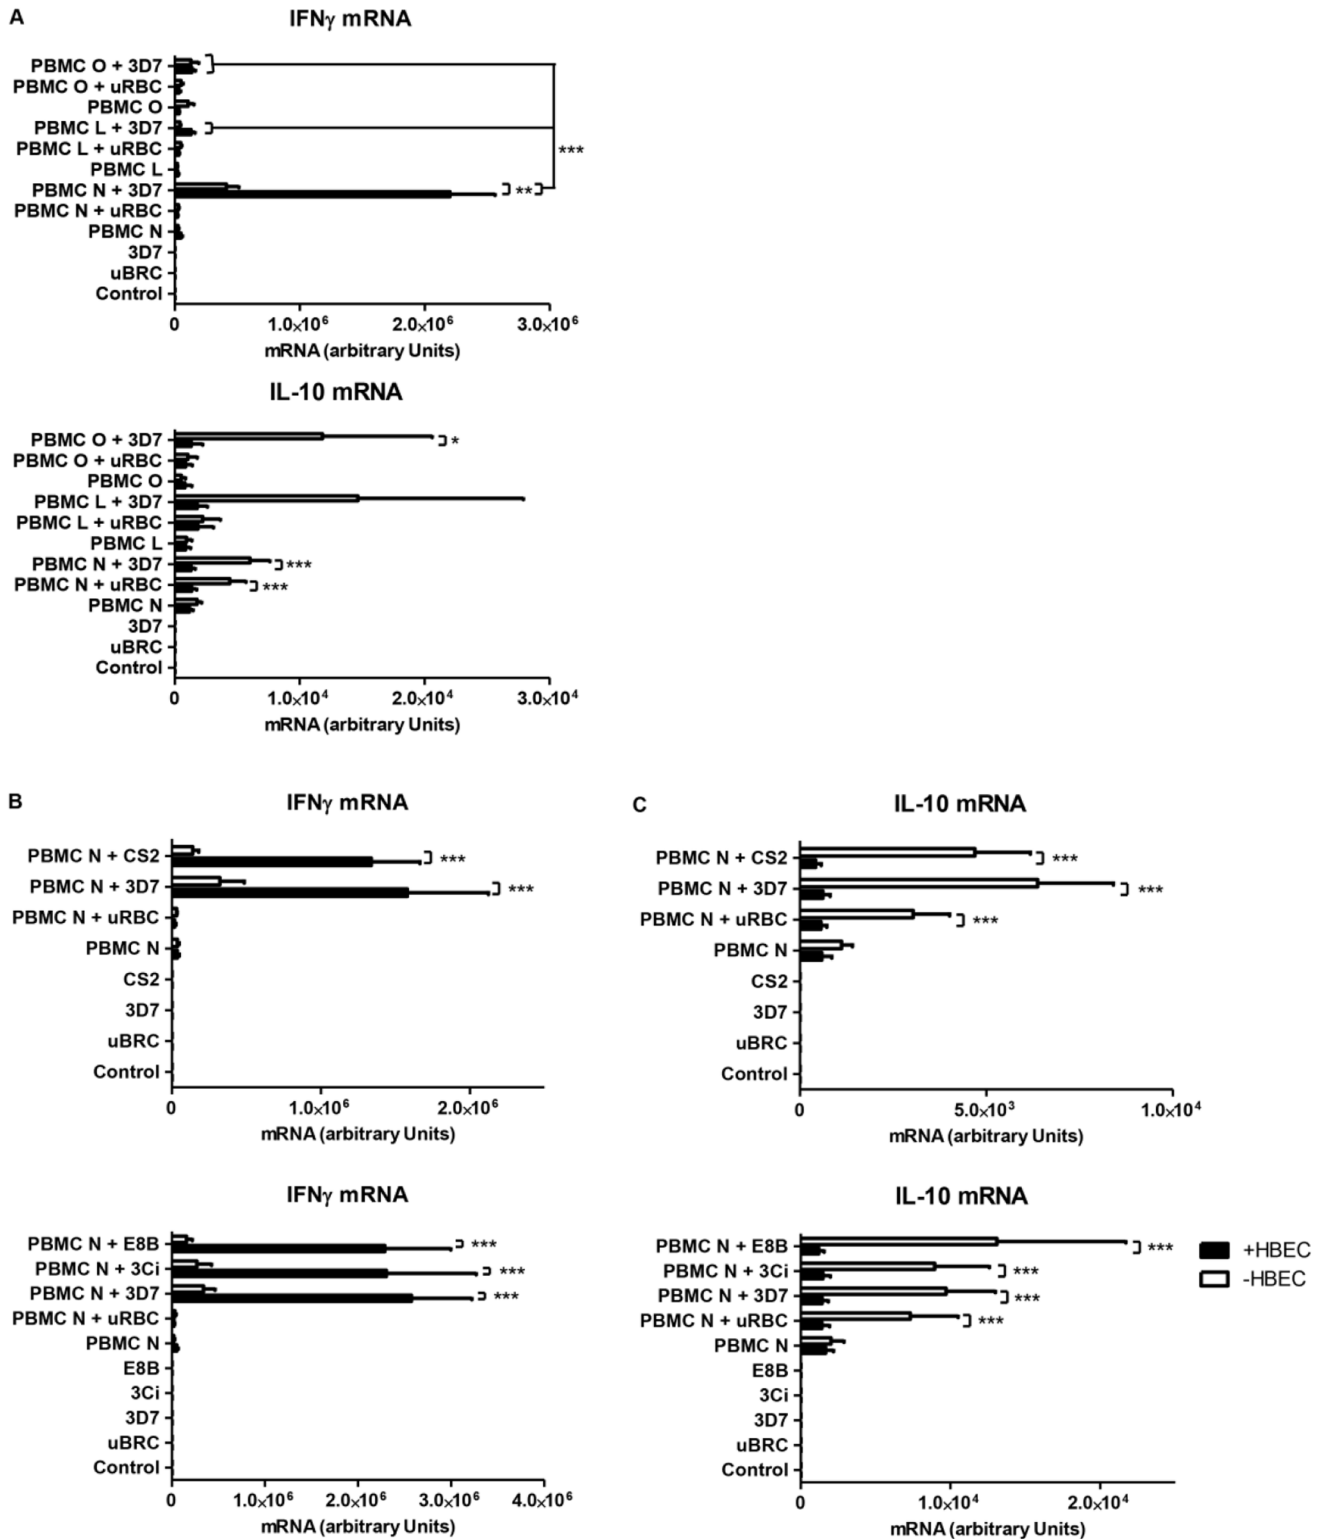 A
IFNγ mRNA
PBMC O + 3D7
PBMC O + uRBC
PBMC O
PBMC L + 3D7
PBMC L + uRBC
***
PBMC L
PBMC N + 3D7
**
PBMC N + uRBC
PBMC N
3D7
uBRC
Control
0 1.0×10⁶ 2.0×10⁶ 3.0×10⁶
mRNA (arbitrary Units)
IL-10 mRNA
PBMC O + 3D7
*
PBMC O + uRBC
PBMC O
PBMC L + 3D7
PBMC L + uRBC
PBMC L
PBMC N + 3D7
***
PBMC N + uRBC
***
PBMC N
3D7
uBRC
Control
0 1.0×10⁴ 2.0×10⁴ 3.0×10⁴
mRNA (arbitrary Units)
B
IFNγ mRNA
PBMC N + CS2
***
PBMC N + 3D7
***
PBMC N + uRBC
PBMC N
CS2
3D7
uBRC
Control
0 1.0×10⁶ 2.0×10⁶
mRNA (arbitrary Units)
IFNγ mRNA
PBMC N + E8B
***
PBMC N + 3Ci
***
PBMC N + 3D7
***
PBMC N + uRBC
PBMC N
E8B
3Ci
3D7
uBRC
Control
0 1.0×10⁶ 2.0×10⁶ 3.0×10⁶ 4.0×10⁶
mRNA (arbitrary Units)
C
IL-10 mRNA
PBMC N + CS2
***
PBMC N + 3D7
***
PBMC N + uRBC
***
PBMC N
CS2
3D7
uBRC
Control
0 5.0×10³ 1.0×10⁴
mRNA (arbitrary Units)
IL-10 mRNA
PBMC N + E8B
***
PBMC N + 3Ci
***
PBMC N + 3D7
***
PBMC N + uRBC
***
PBMC N
E8B
3Ci
3D7
uBRC
Control
0 1.0×10⁴ 2.0×10⁴
mRNA (arbitrary Units)
+HBEC
-HBEC